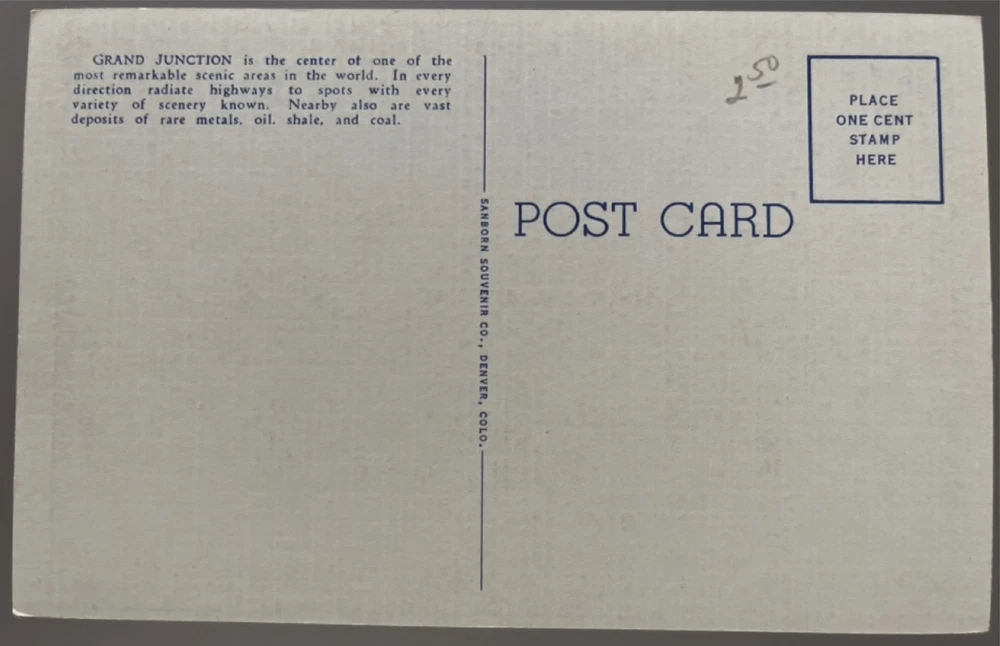 GRAND JUNCTION is the center of one of the
most remarkable scenic areas in the world. In every
direction radiate highways to spots with every
variety of scenery known. Nearby also are vast
deposits of rare metals, oil. shale, and coal.
SANBORN SOUVENIR CO., DENVER, COLO.
2 50
PLACE
ONE CENT
STAMP
HERE
POST CARD